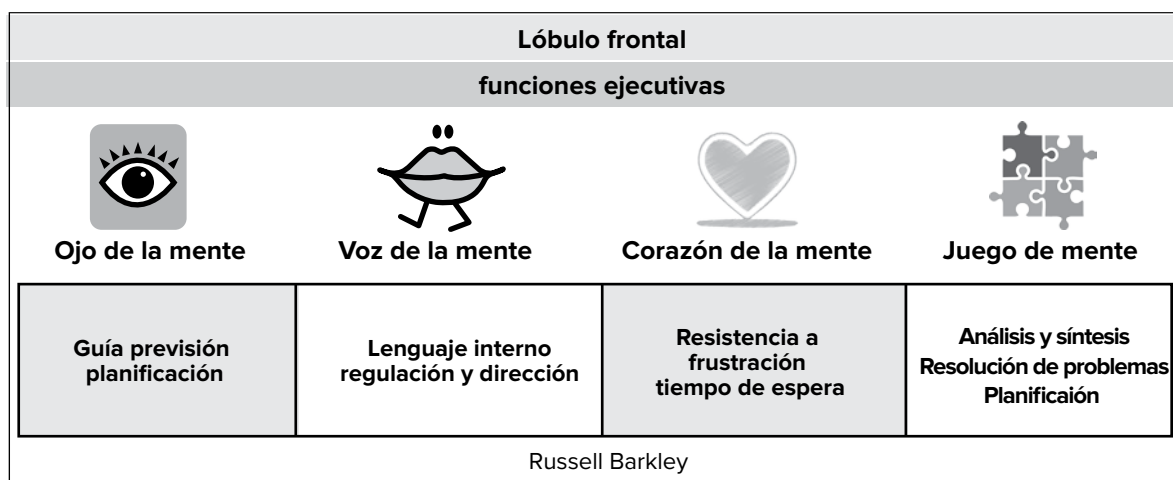 Lóbulo frontal
funciones ejecutivas
Ojo de la mente
Voz de la mente
Corazón de la mente
Juego de mente
Guía previsión
planificación
Lenguaje interno
regulación y dirección
Resistencia a
frustración
tiempo de espera
Análisis y síntesis
Resolución de problemas
Planificaión
Russell Barkley